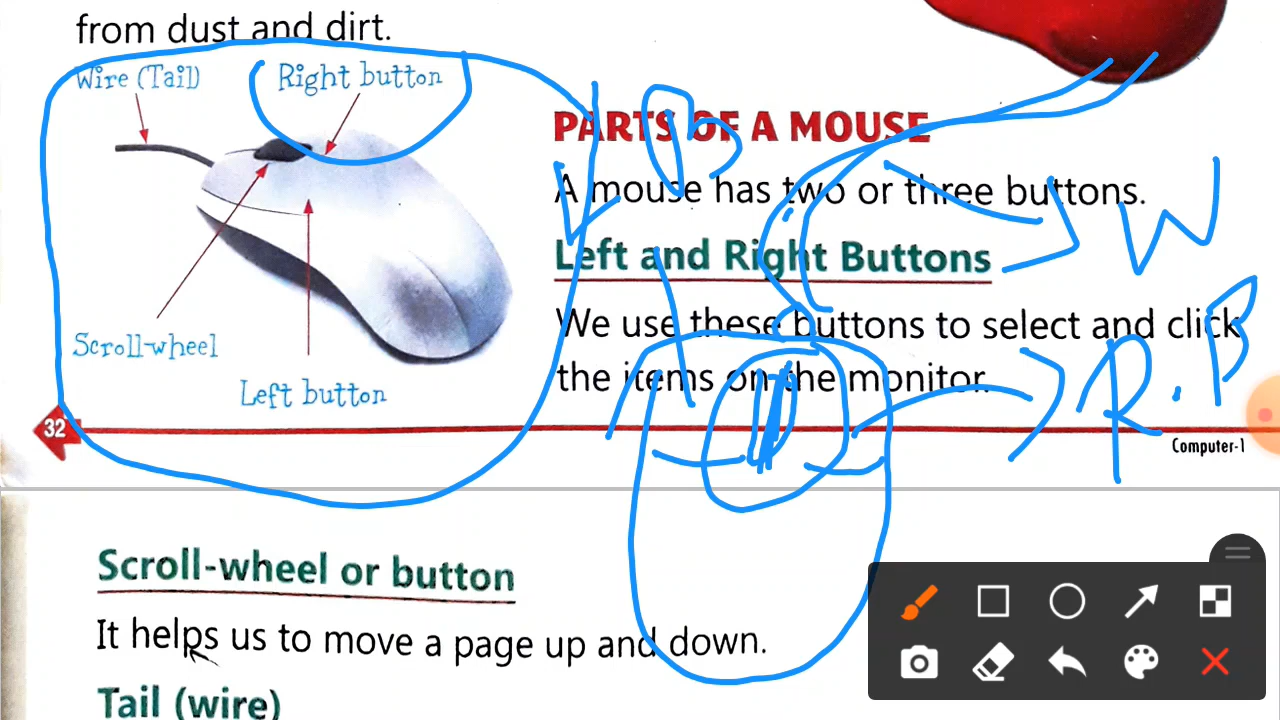 from dust and dirt.
Wire (Tail)
Right button
Scroll-wheel
Left button
PARTS OF A MOUSE
A mouse has two or three buttons.
Left and Right Buttons
We use these buttons to select and click
the items on the monitor.
L B
W
R.B
32
Computer-1
Scroll-wheel or button
It helps us to move a page up and down.
Tail (wire)